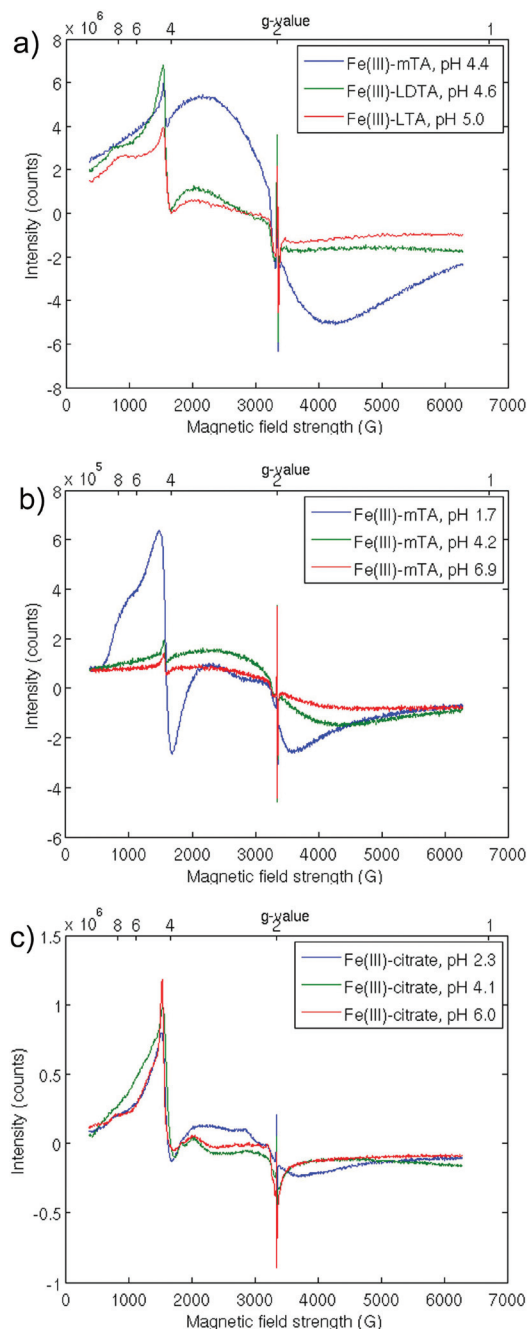 a)
g-value
x 10^6 8 6 4 2 1
8
6
4
2
0
-2
-4
-6
-8
Intensity (counts)
Fe(III)-mTA, pH 4.4
Fe(III)-LDTA, pH 4.6
Fe(III)-LTA, pH 5.0
0 1000 2000 3000 4000 5000 6000 7000
Magnetic field strength (G)
b)
g-value
x 10^5 8 6 4 2 1
8
6
4
2
0
-2
-4
-6
Intensity (counts)
Fe(III)-mTA, pH 1.7
Fe(III)-mTA, pH 4.2
Fe(III)-mTA, pH 6.9
0 1000 2000 3000 4000 5000 6000 7000
Magnetic field strength (G)
c)
g-value
x 10^6 8 6 4 2 1
1.5
1
0.5
0
-0.5
-1
Intensity (counts)
Fe(III)-citrate, pH 2.3
Fe(III)-citrate, pH 4.1
Fe(III)-citrate, pH 6.0
0 1000 2000 3000 4000 5000 6000 7000
Magnetic field strength (G)